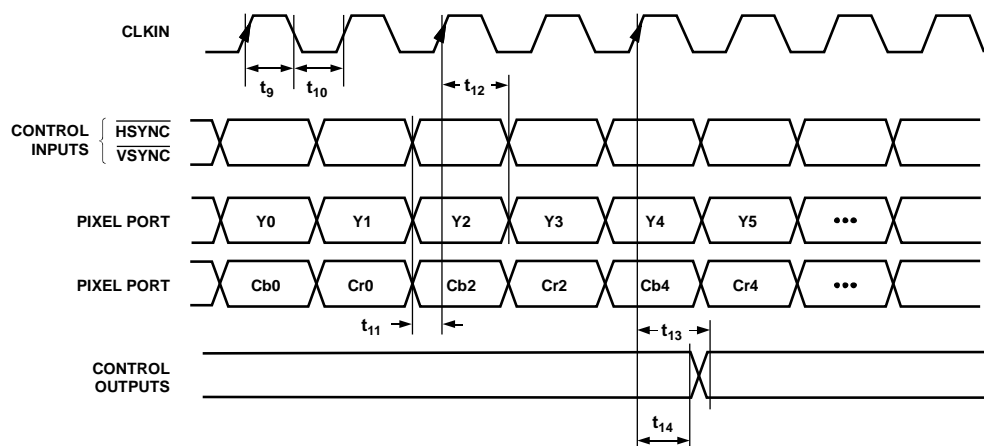 CLKIN
t9
t10
t12
CONTROL
INPUTS
HSYNC
VSYNC
PIXEL PORT
Y0
Y1
Y2
Y3
Y4
Y5
•••
PIXEL PORT
Cb0
Cr0
Cb2
Cr2
Cb4
Cr4
•••
t11
t13
CONTROL
OUTPUTS
t14